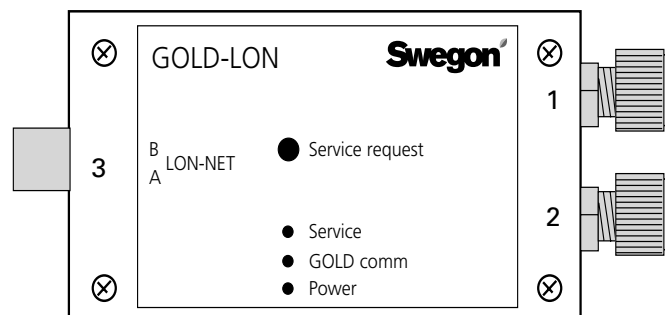 GOLD-LON
Swegon
1
B
LON-NET
A
3
Service request
2
Service
GOLD comm
Power